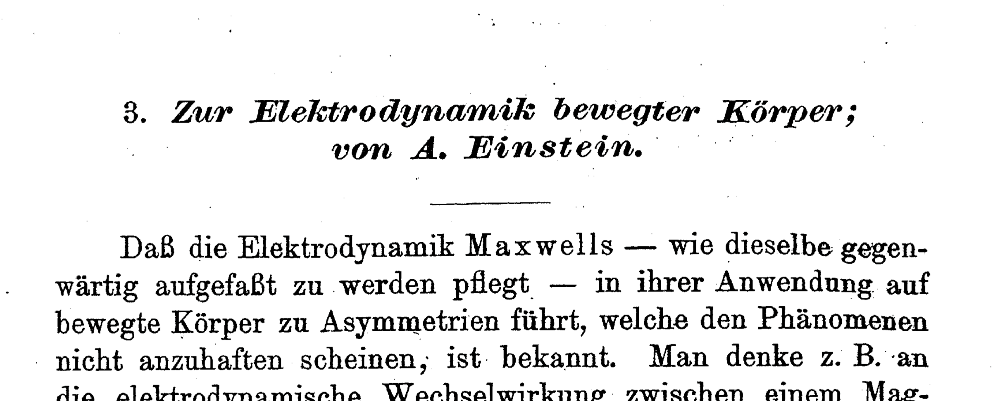 3. Zur Elektrodynamik bewegter Körper;
von A. Einstein.
Daß die Elektrodynamik Maxwells — wie dieselbe gegen-
wärtig aufgefaßt zu werden pflegt — in ihrer Anwendung auf
bewegte Körper zu Asymmetrien führt, welche den Phänomenen
nicht anzuhaften scheinen, ist bekannt. Man denke z. B. an
die elektrodynamische Wechselwirkung zwischen einem Mag-